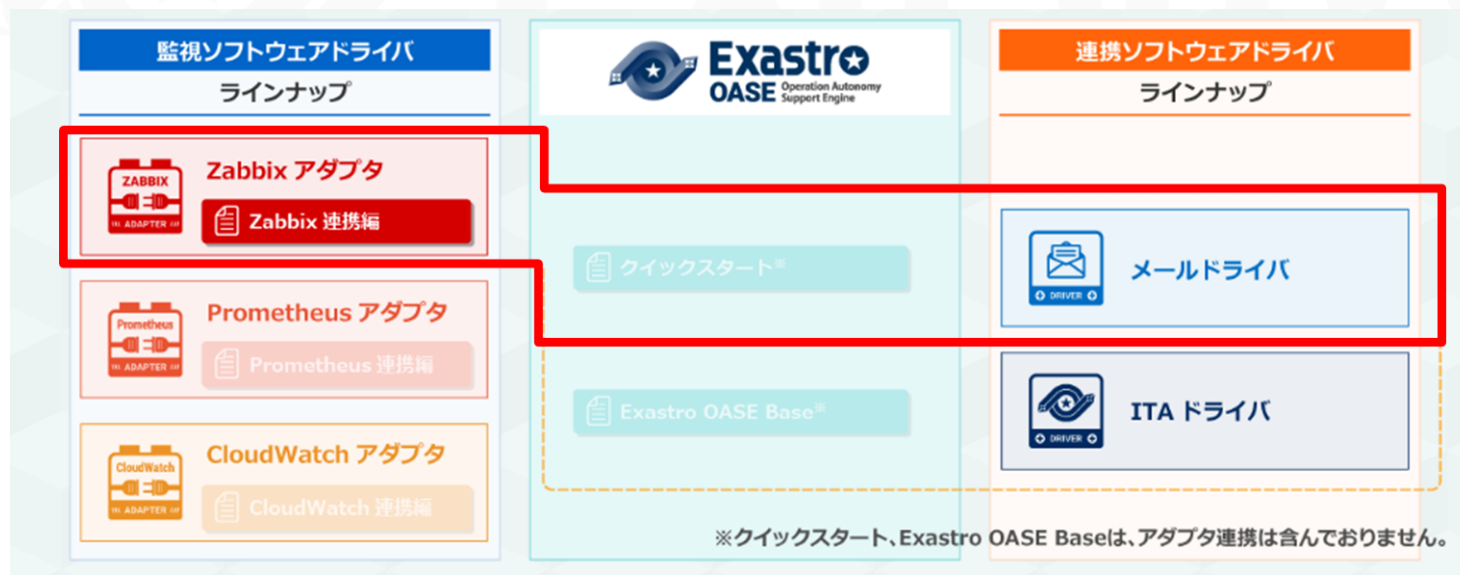 監視ソフトウェアドライバ
ラインナップ
ZABBIX
ADAPTER
Zabbix アダプタ
Zabbix 連携編
Prometheus
ADAPTER
Prometheus アダプタ
Prometheus 連携編
CloudWatch
ADAPTER
CloudWatch アダプタ
CloudWatch 連携編
Exastro
OASE Operation Autonomy
Support Engine
クイックスタート※
Exastro OASE Base※
連携ソフトウェアドライバ
ラインナップ
DRIVER
メールドライバ
DRIVER
ITA ドライバ
※クイックスタート、Exastro OASE Baseは、アダプタ連携は含んでおりません。